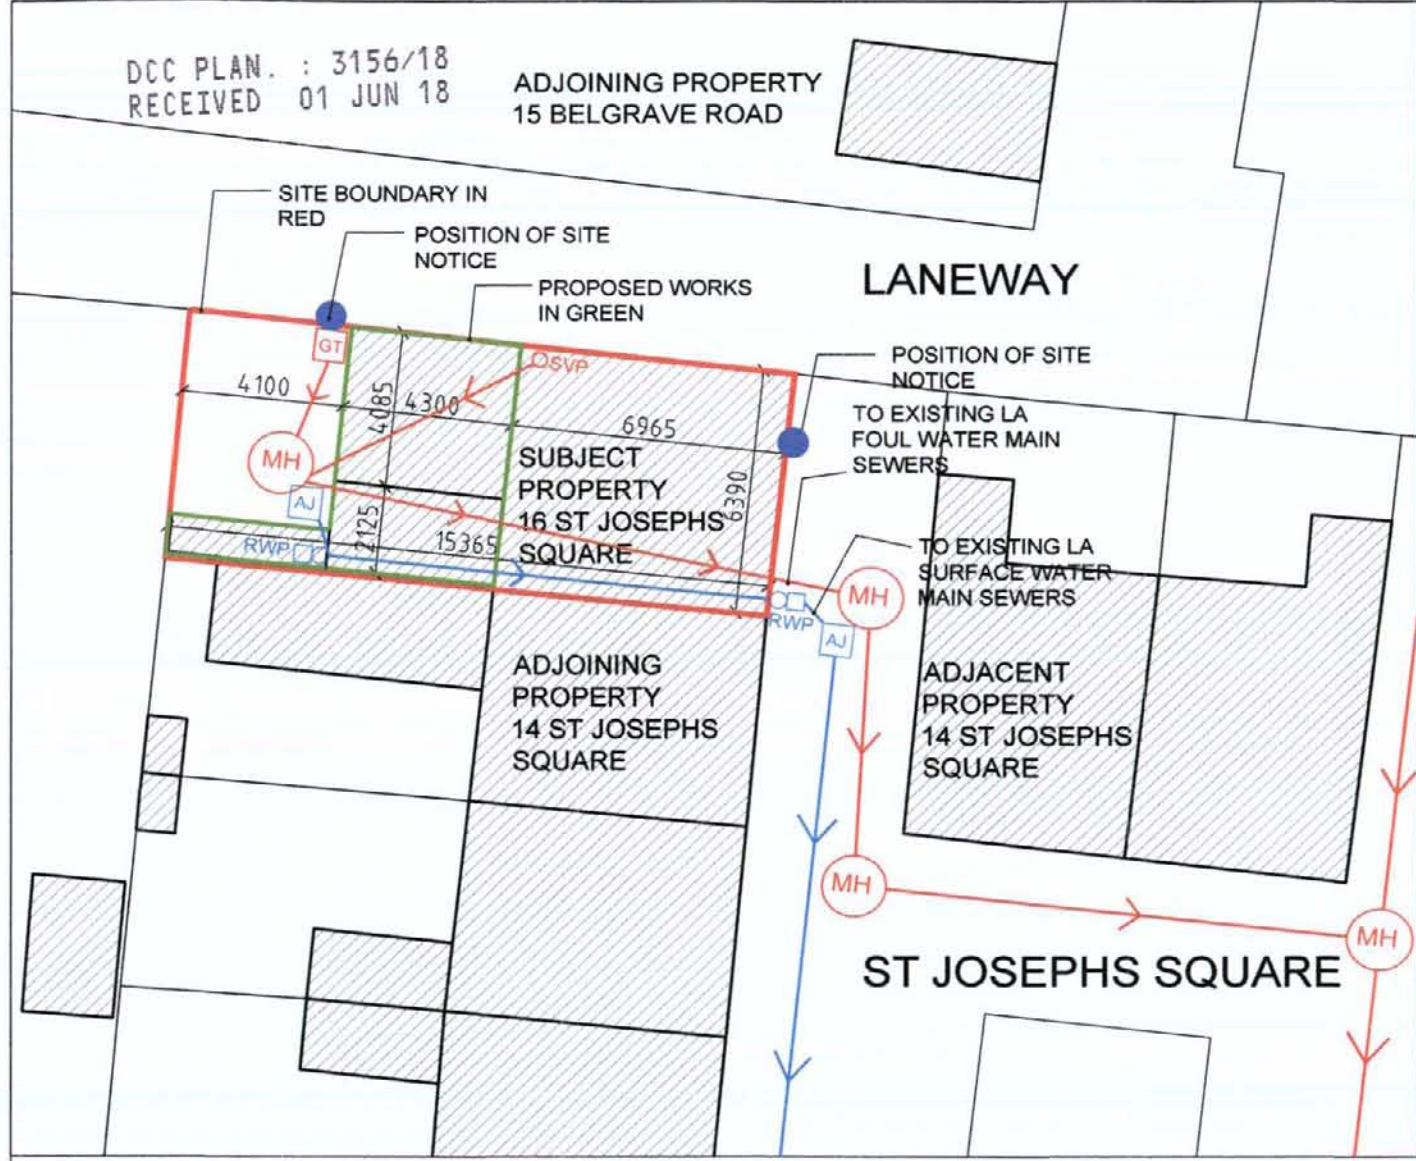 DCC PLAN. : 3156/18
RECEIVED 01 JUN 18
ADJOINING PROPERTY
15 BELGRAVE ROAD
SITE BOUNDARY IN
RED
POSITION OF SITE
NOTICE
PROPOSED WORKS
IN GREEN
LANEWAY
POSITION OF SITE
NOTICE
TO EXISTING LA
FOUL WATER MAIN
SEWERS
GT
SVP
4100
4085
4300
6965
6390
MH
SUBJECT
PROPERTY
16 ST JOSEPHS
SQUARE
AJ
2125
15365
RWP
TO EXISTING LA
SURFACE WATER
MAIN SEWERS
MH
RWP
AJ
ADJOINING
PROPERTY
14 ST JOSEPHS
SQUARE
ADJACENT
PROPERTY
14 ST JOSEPHS
SQUARE
MH
MH
ST JOSEPHS SQUARE